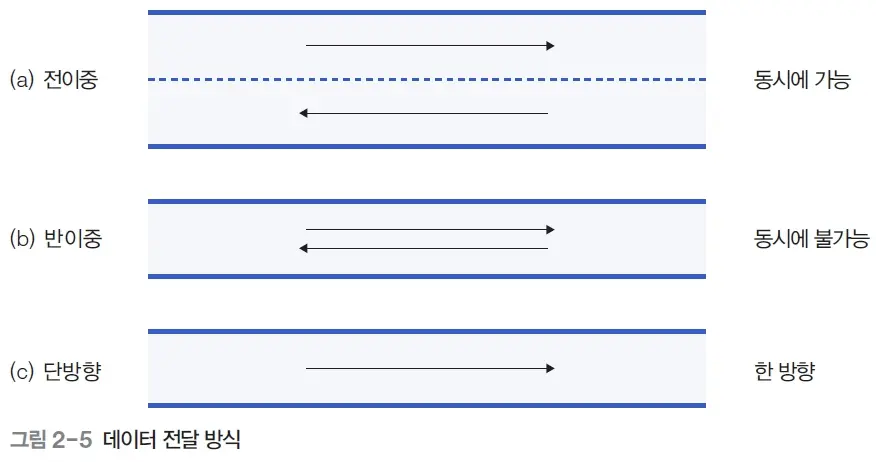 (a) 전이중
동시에 가능
(b) 반이중
동시에 불가능
(c) 단방향
한 방향
그림 2-5 데이터 전달 방식